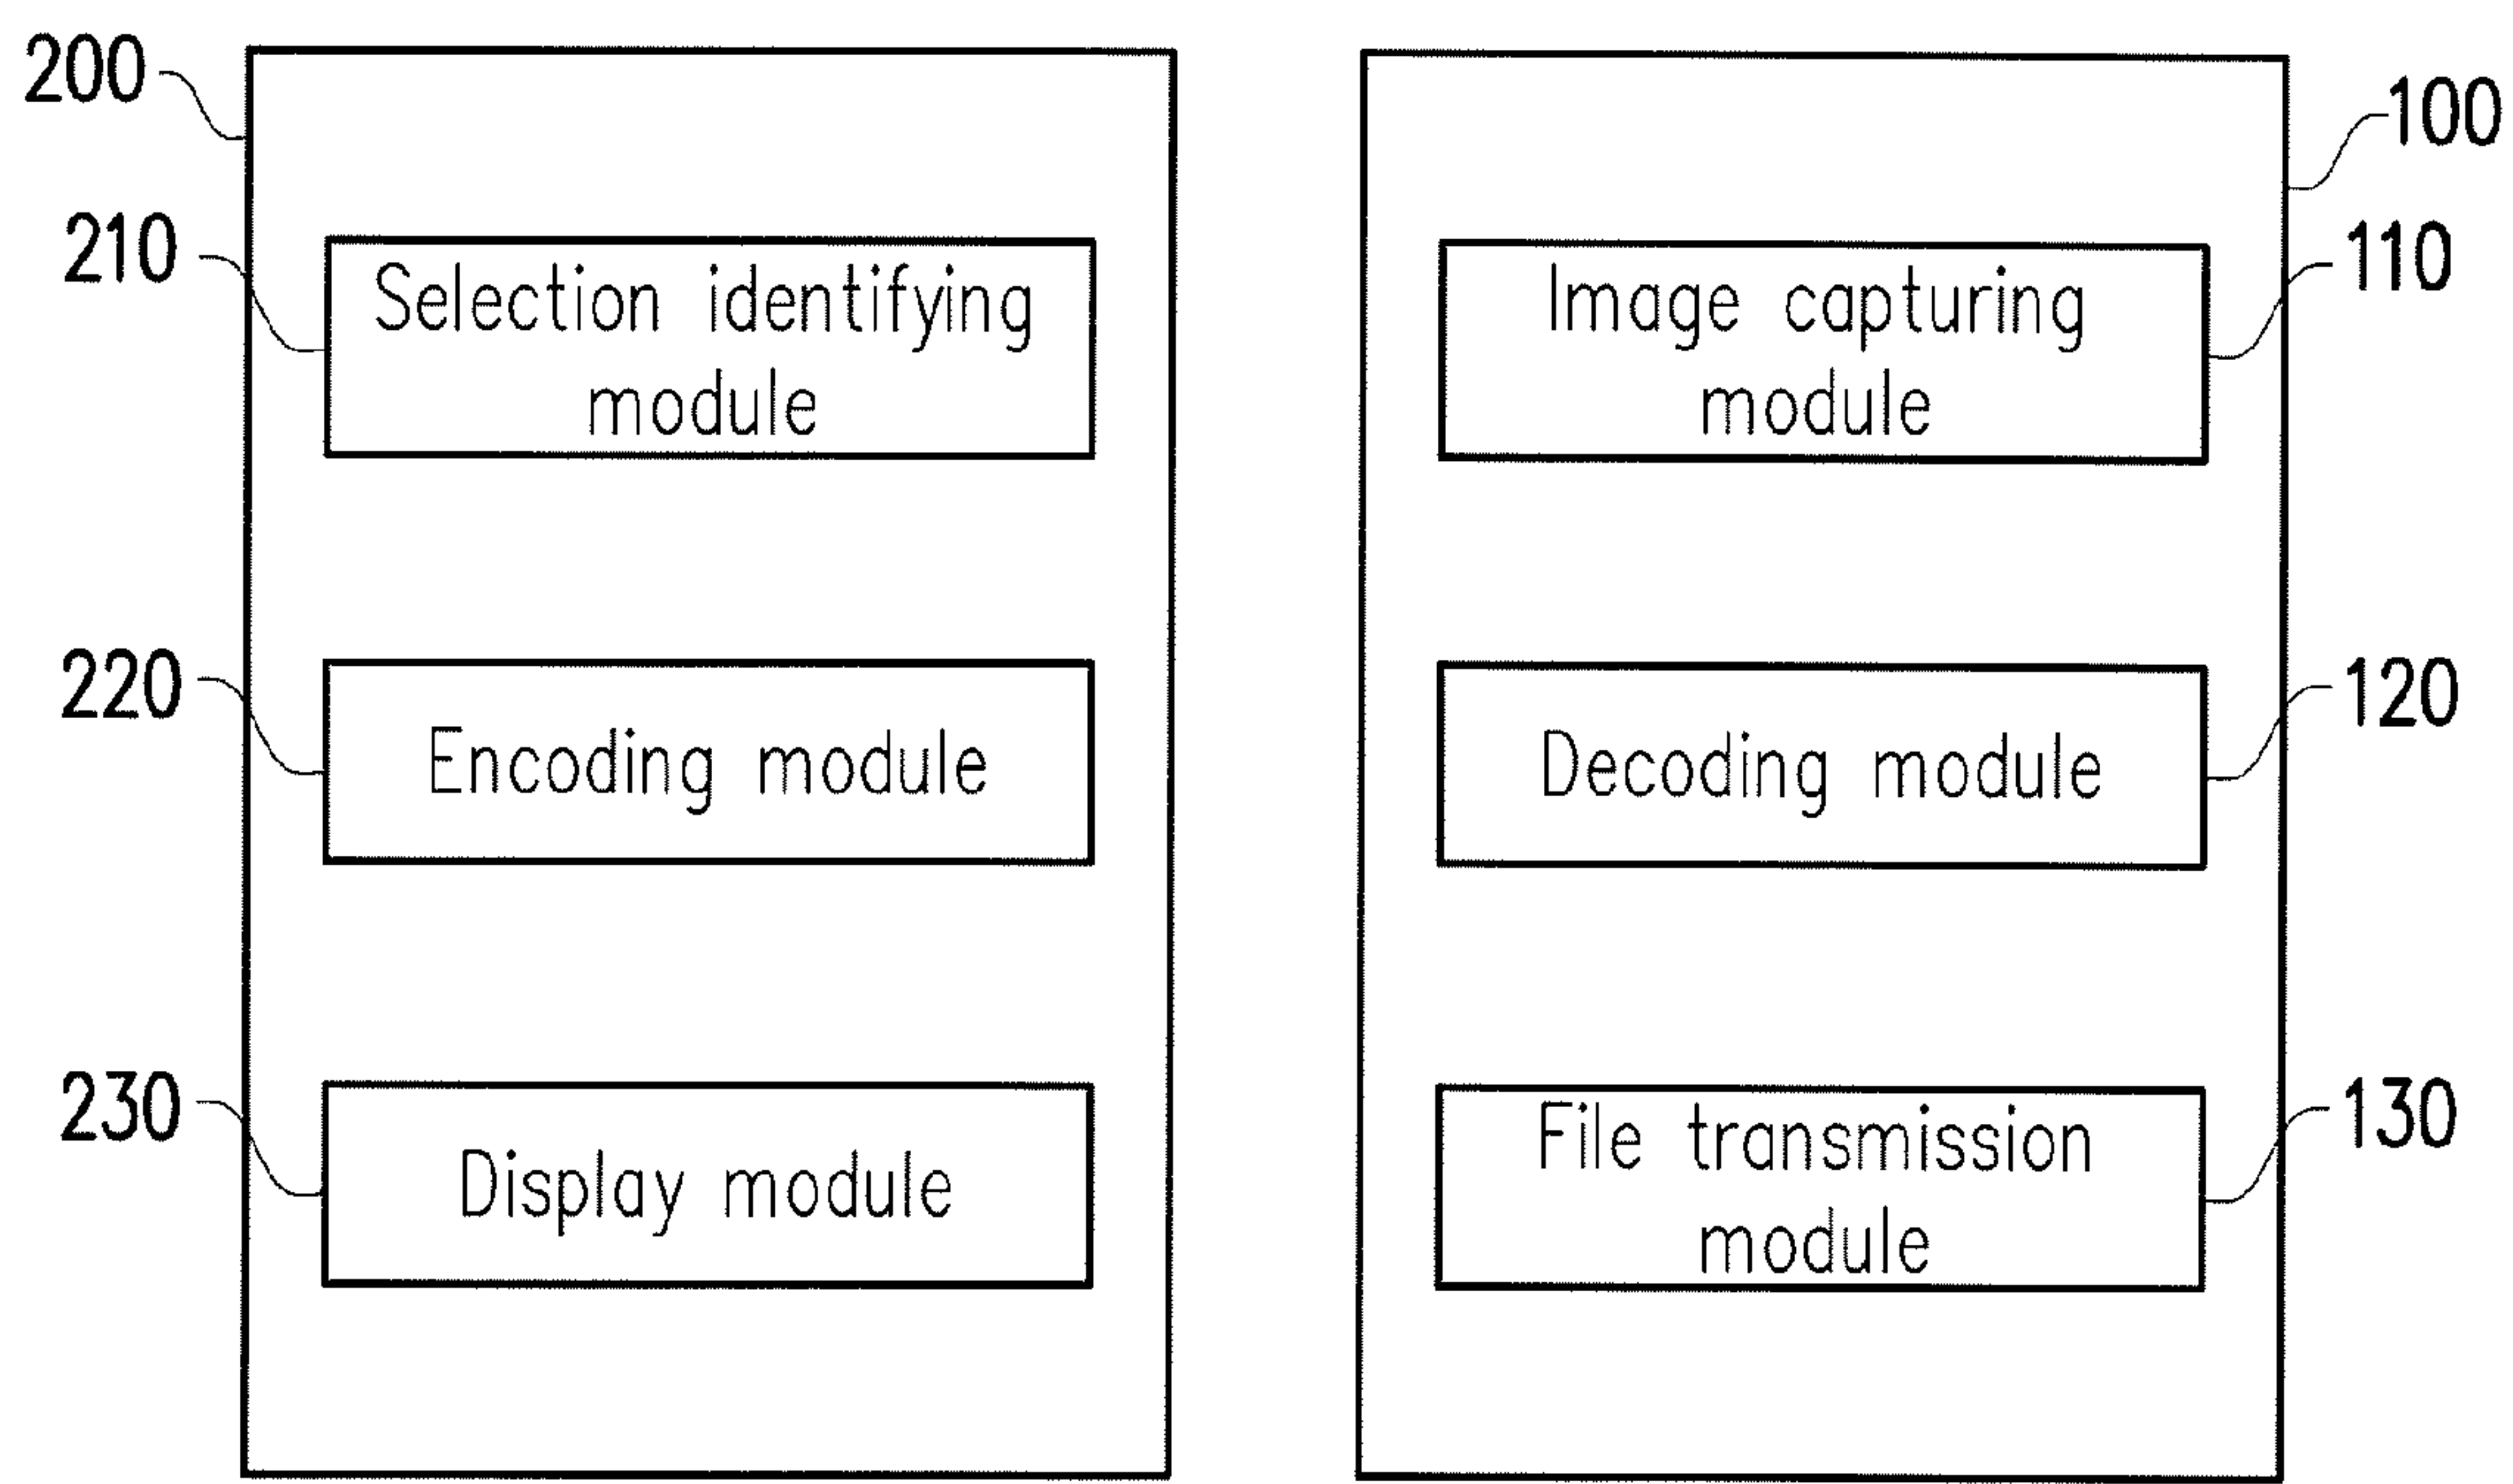 200
210
Selection identifying
module
220
Encoding module
230
Display module
100
110
Image capturing
module
120
Decoding module
130
File transmission
module